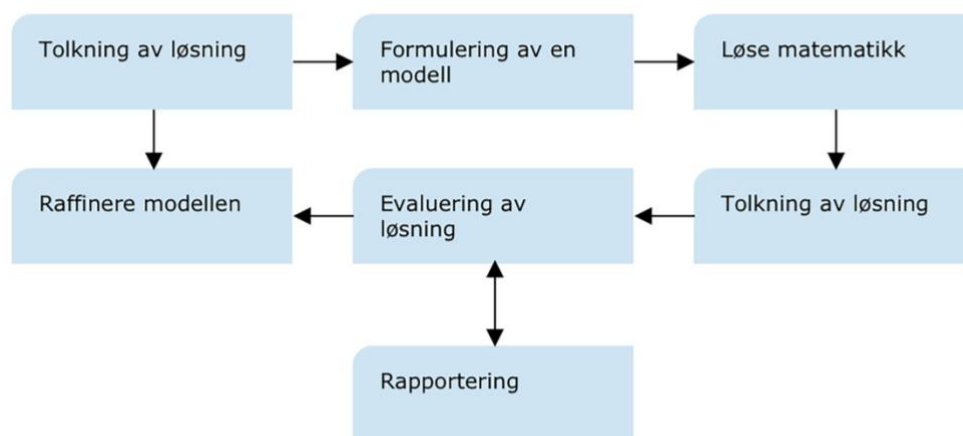 Tolkning av løsning
Formulering av en
modell
Løse matematikk
Raffinere modellen
Evaluering av
løsning
Tolkning av løsning
Rapportering